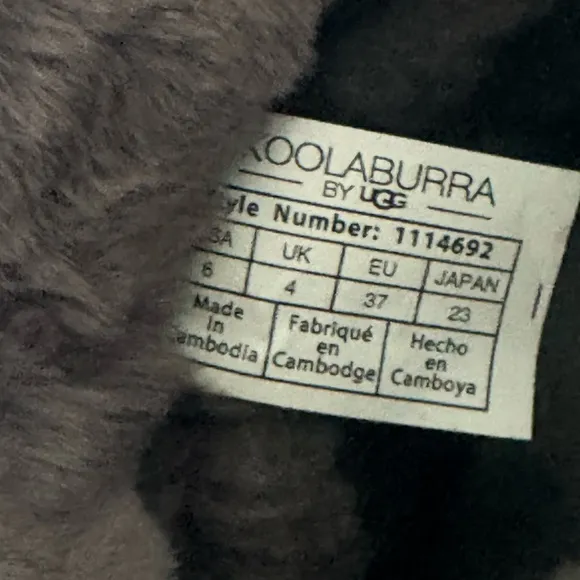 KOOLABURRA
BY UGG
Style Number: 1114692
USA UK EU JAPAN
6 4 37 23
Made in Cambodia
Fabriqué en Cambodge
Hecho en Camboya